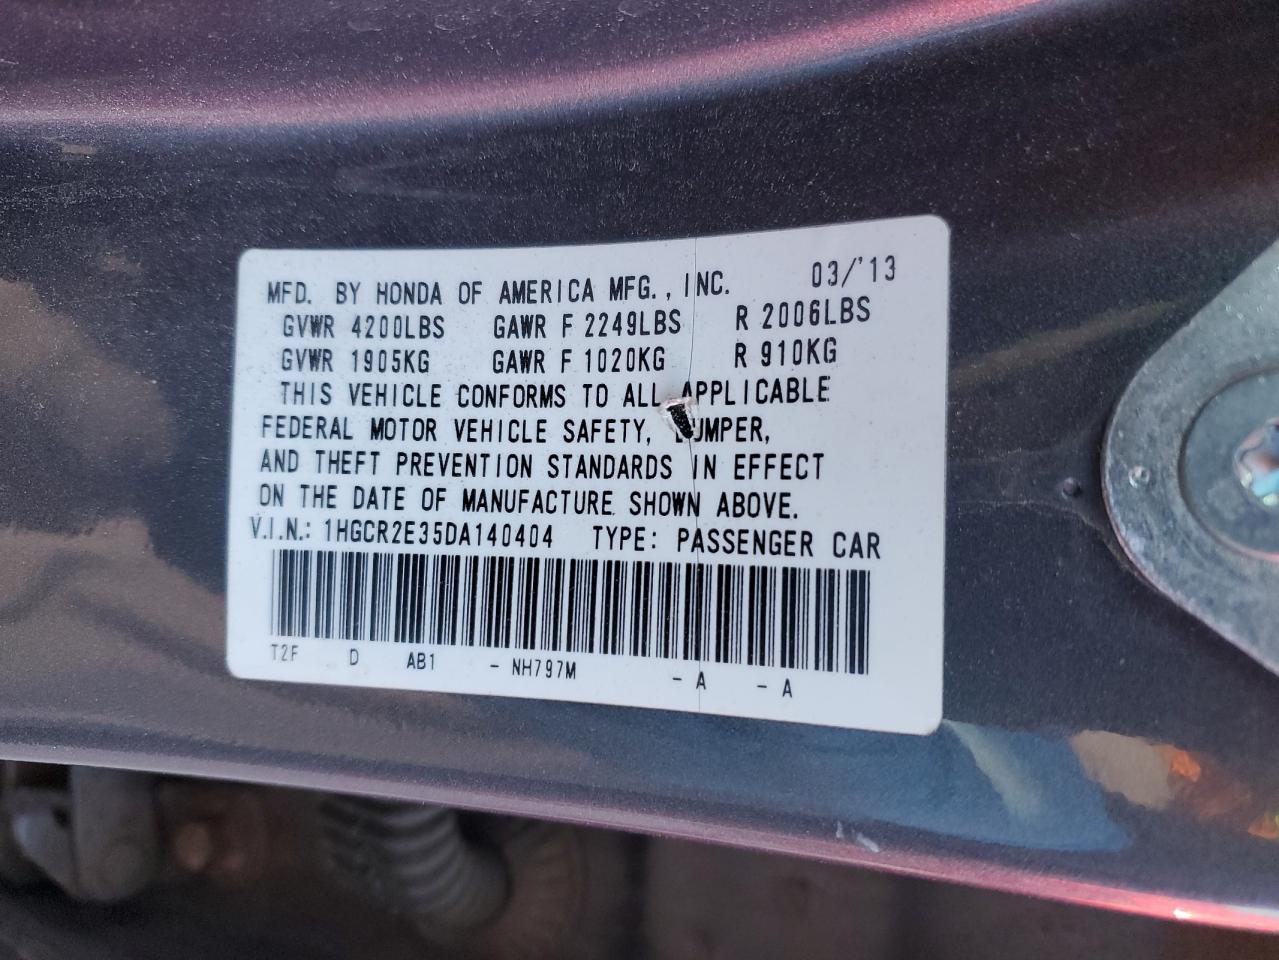 MFD. BY HONDA OF AMERICA MFG., INC. 03/'13
GVWR 4200LBS GAWR F 2249LBS R 2006LBS
GVWR 1905KG GAWR F 1020KG R 910KG
THIS VEHICLE CONFORMS TO ALL APPLICABLE
FEDERAL MOTOR VEHICLE SAFETY, BUMPER,
AND THEFT PREVENTION STANDARDS IN EFFECT
ON THE DATE OF MANUFACTURE SHOWN ABOVE.
V.I.N.: 1HGCR2E35DA140404 TYPE: PASSENGER CAR
T2F D AB1 - NH797M - A - A